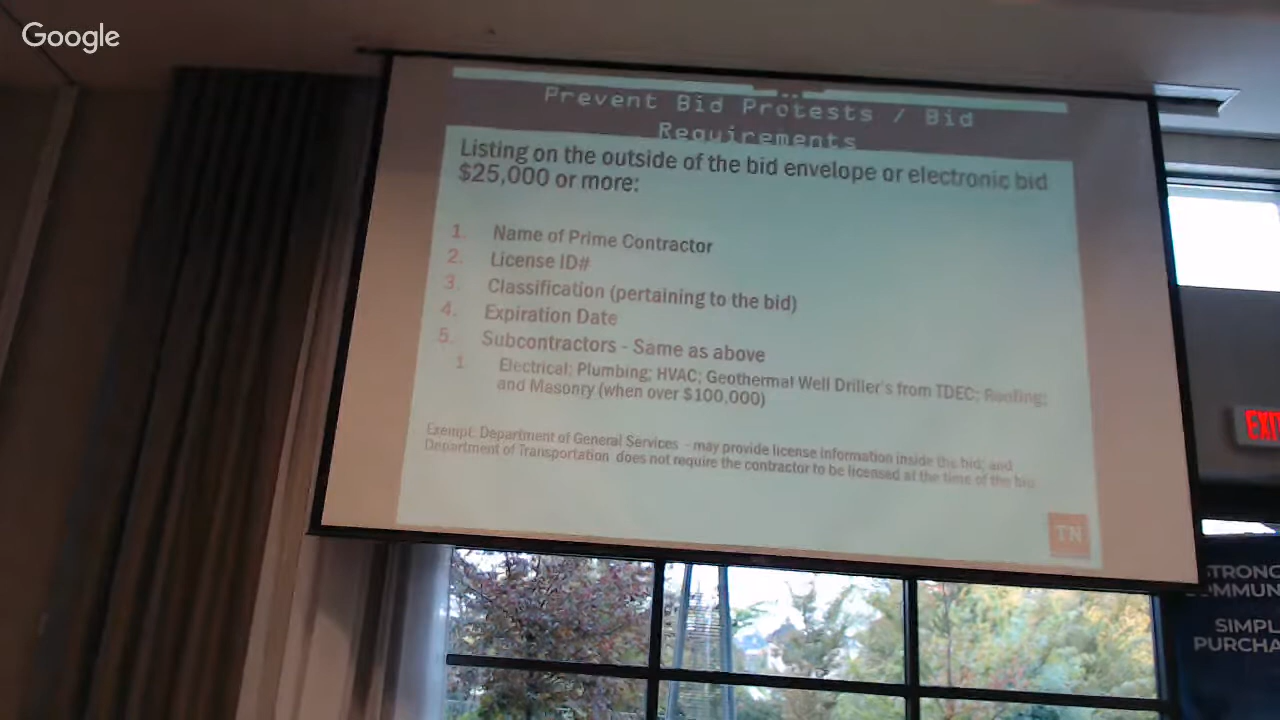 Google
Prevent Bid Protests / Bid
Requirements
Listing on the outside of the bid envelope or electronic bid
$25,000 or more:
1. Name of Prime Contractor
2. License ID#
3. Classification (pertaining to the bid)
4. Expiration Date
5. Subcontractors - Same as above
1 Electrical; Plumbing; HVAC; Geothermal Well Driller's from TDEC; Roofing;
and Masonry (when over $100,000)
Exempt: Department of General Services - may provide license information inside the bid; and
Department of Transportation does not require the contractor to be licensed at the time of the bid
TN
EXIT
SIMPL
PURCHA